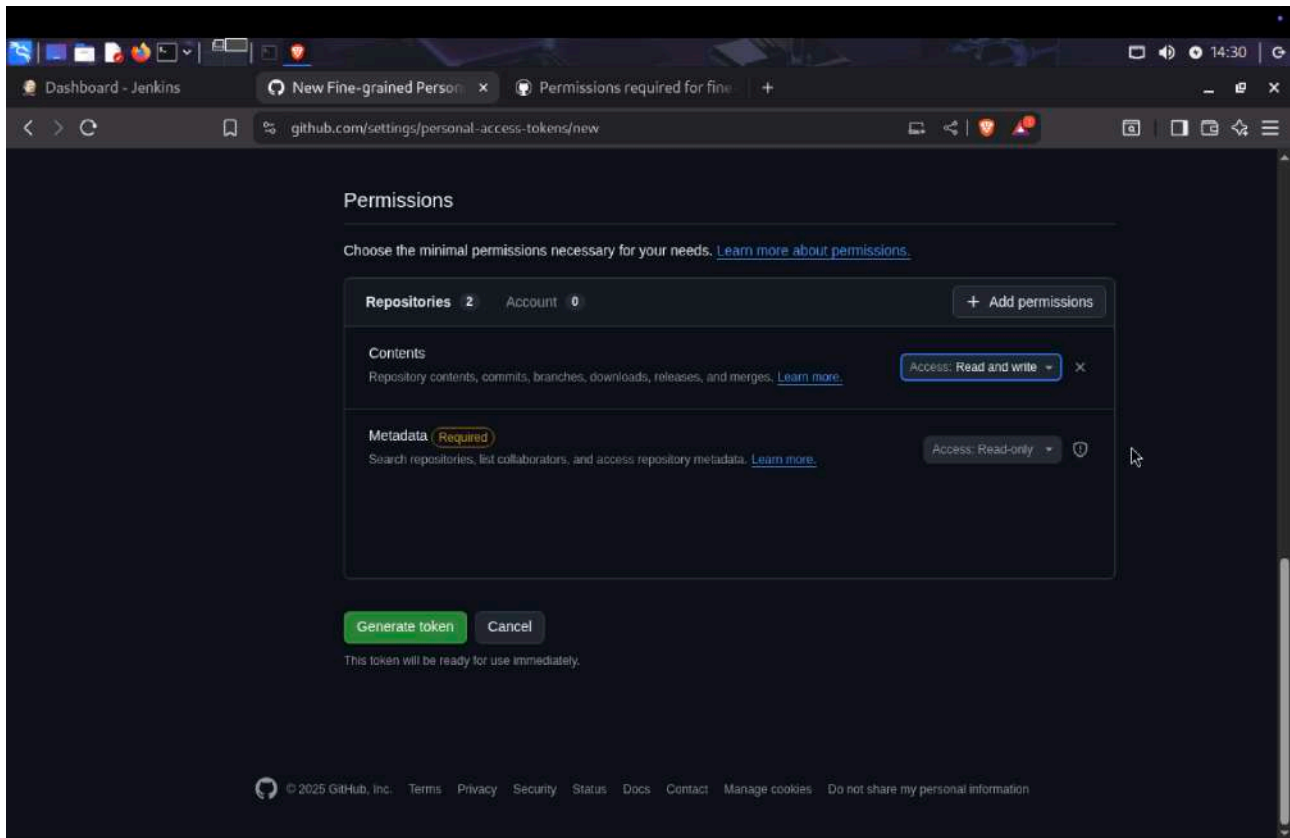 14:30
Dashboard - Jenkins
New Fine-grained Person
Permissions required for fine
github.com/settings/personal-access-tokens/new
Permissions
Choose the minimal permissions necessary for your needs. Learn more about permissions.
Repositories 2 Account 0 + Add permissions
Contents
Repository contents, commits, branches, downloads, releases, and merges. Learn more.
Access: Read and write
Metadata Required
Search repositories, list collaborators, and access repository metadata. Learn more.
Access: Read-only
Generate token Cancel
This token will be ready for use immediately.
© 2025 GitHub, Inc. Terms Privacy Security Status Docs Contact Manage cookies Do not share my personal information